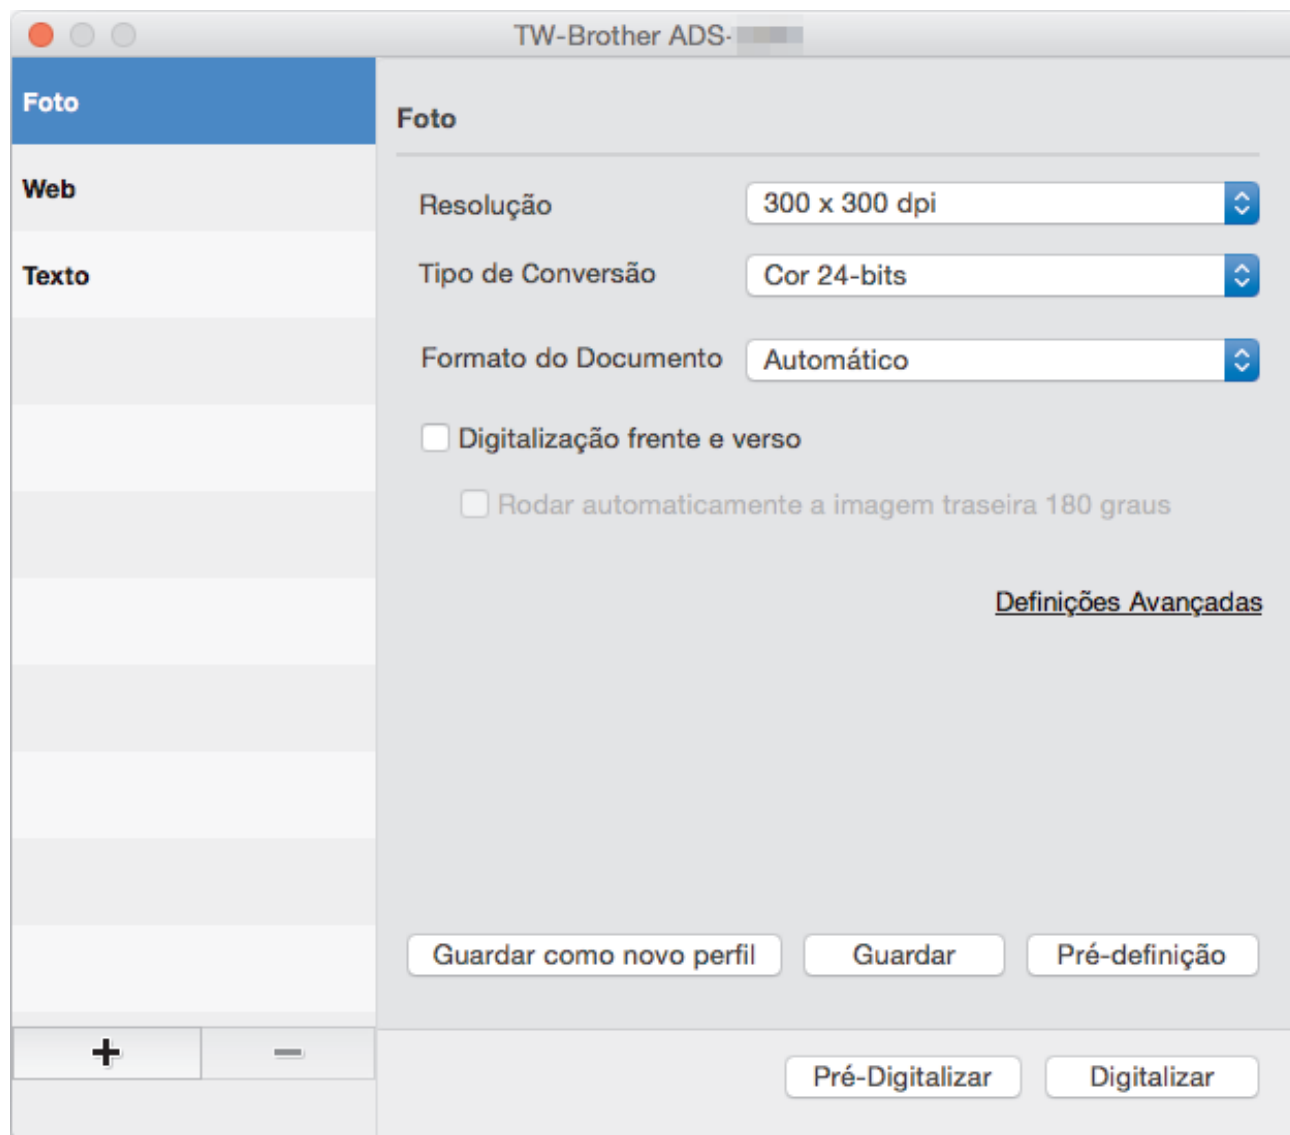 TW-Brother ADS-
Foto
Web
Texto
Foto
Resolução
300 x 300 dpi
Tipo de Conversão
Cor 24-bits
Formato do Documento
Automático
Digitalização frente e verso
Rodar automaticamente a imagem traseira 180 graus
Definições Avançadas
Guardar como novo perfil
Guardar
Pré-definição
+
−
Pré-Digitalizar
Digitalizar